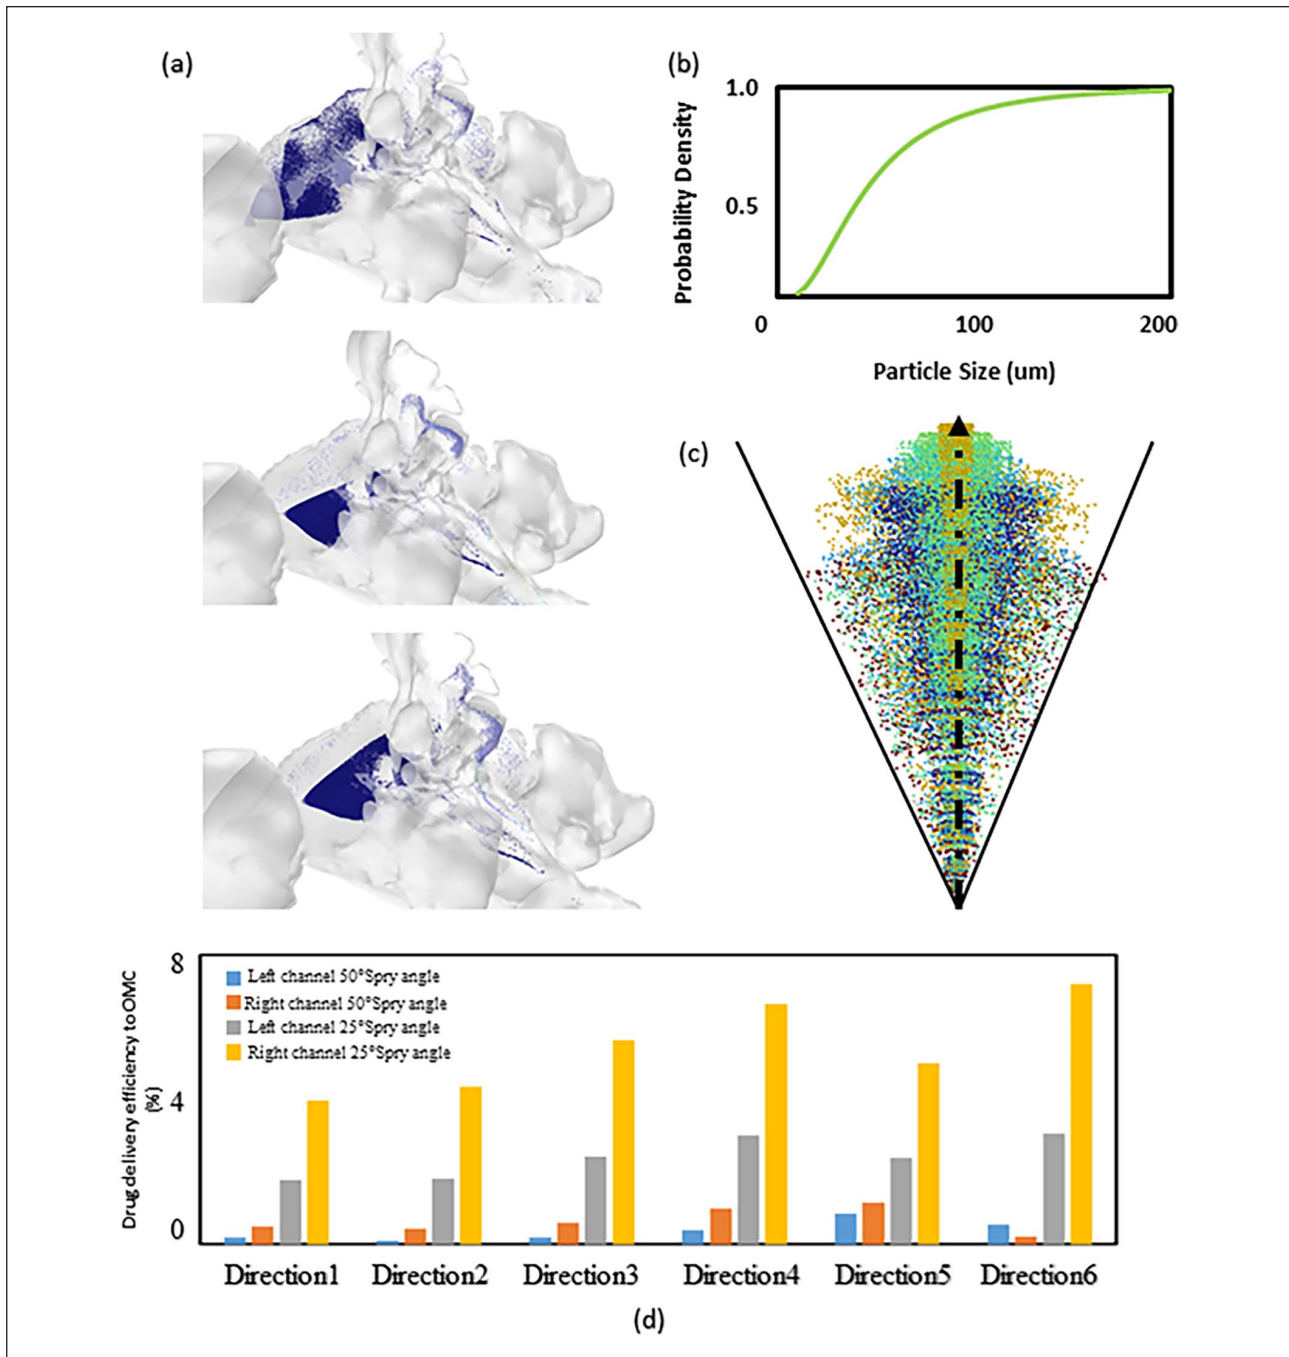 (a)
(b)
1.0
0.5
Probability Density
0
100
200
Particle Size (um)
(c)
8
4
0
Drug delivery efficiency to OMC
(%)
Left channel 50°Spry angle
Right channel 50°Spry angle
Left channel 25°Spry angle
Right channel 25°Spry angle
Direction1
Direction2
Direction3
Direction4
Direction5
Direction6
(d)